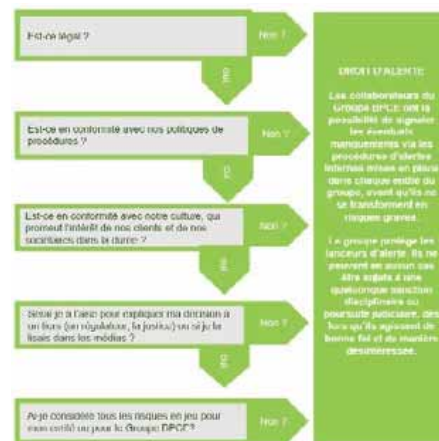 Est-ce légal ?
Non ?
Oui
Est-ce en conformité avec nos politiques de
procédures ?
Non ?
Oui
Est-ce en conformité avec notre culture, qui
promeut l'intérêt de nos clients et de nos
sociétaires dans la durée ?
Non ?
Oui
Serai je à l'aise pour expliquer ma décision à
un tiers (un régulateur, la justice) ou si je la
lisais dans les médias ?
Non ?
Oui
Ai-je considéré tous les risques en jeu pour
mon entité ou pour le Groupe BPCE?
Non ?
DROIT D'ALERTE
Les collaborateurs du
Groupe BPCE ont la
possibilité de signaler
les éventuels
manquements via les
procédures d'alertes
internes mises en place
dans chaque entité du
groupe, avant qu'ils ne
se transforment en
risques graves.
Le groupe protège les
lanceurs d'alerte. Ils ne
peuvent en aucun cas
être sujets à une
quelconque sanction
disciplinaire ou
poursuite judiciaire, dès
lors qu'ils agissent de
bonne foi et de manière
désintéressée.